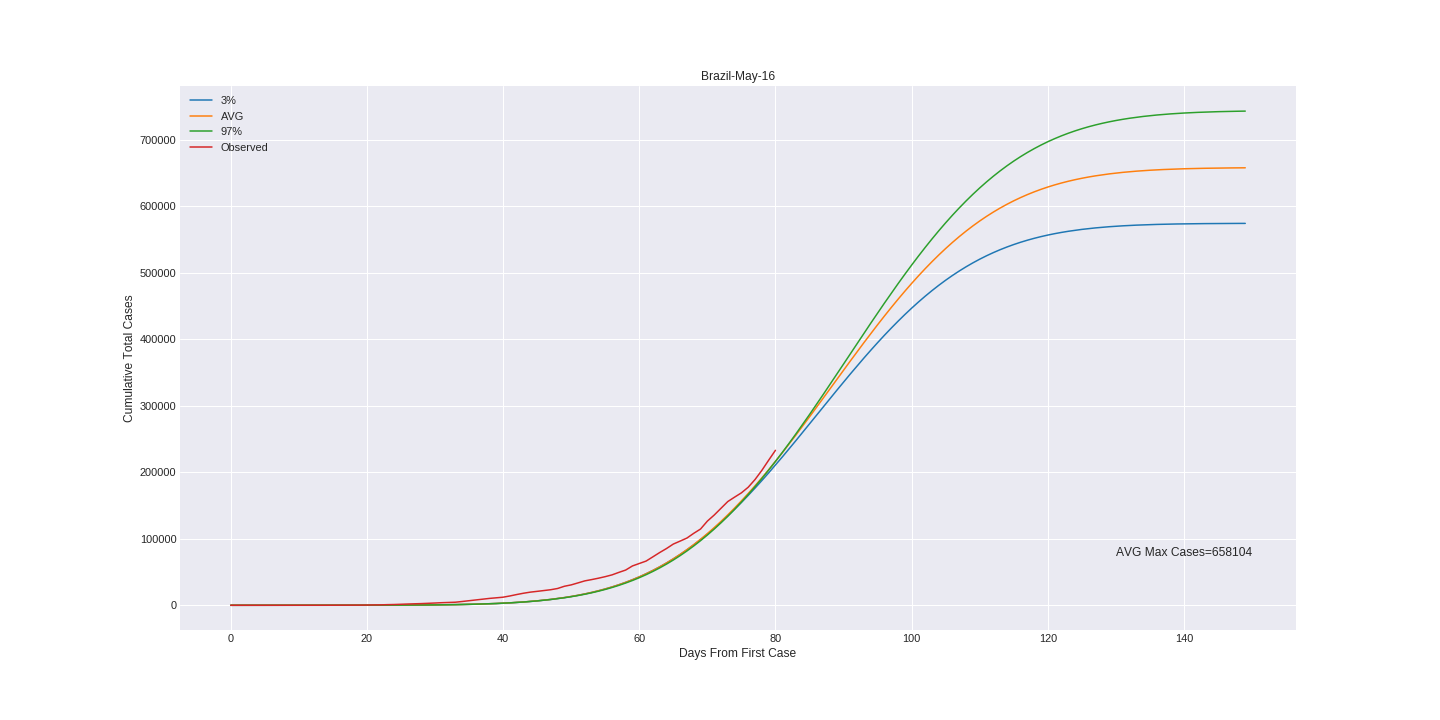 Brazil-May-16
3%
AVG
97%
Observed
700000
600000
500000
400000
300000
200000
100000
0
Cumulative Total Cases
AVG Max Cases=658104
0 20 40 60 80 100 120 140
Days From First Case